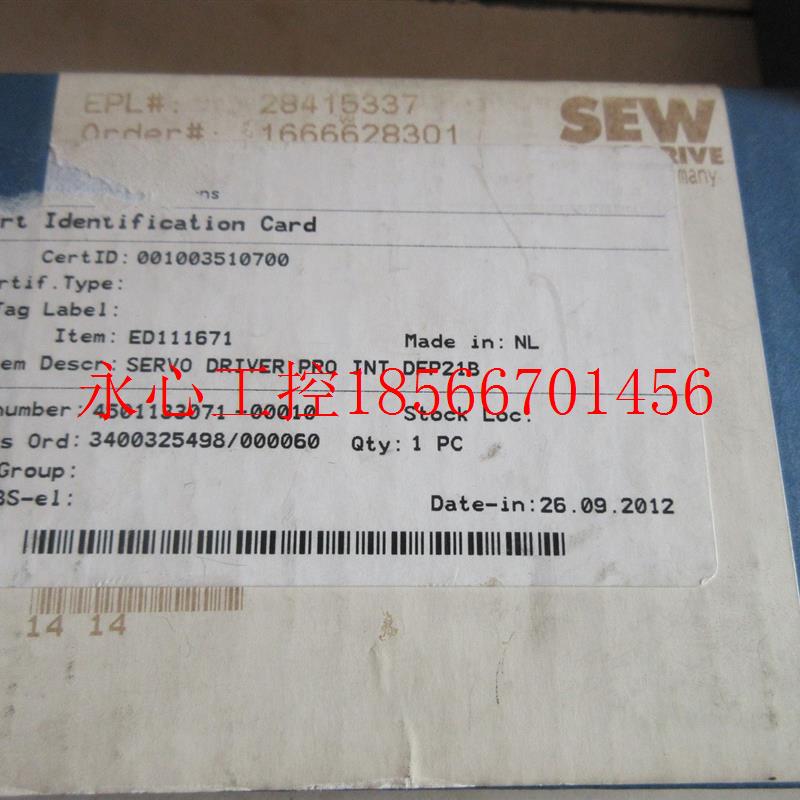 EPL#: 28415337
Order#: 1666628301
SEW
RIVE
many
ns
rt Identification Card
CertID: 001003510700
rtif.Type:
Tag Label:
Item: ED111671
Made in: NL
em Descr: SERVO DRIVER PRO INT DFP21B
永心工控18566701456
number: 4501133071 00010
Stock Loc:
s Ord: 3400325498/000060 Qty: 1 PC
Group:
BS-el:
Date-in: 26.09.2012
14 14